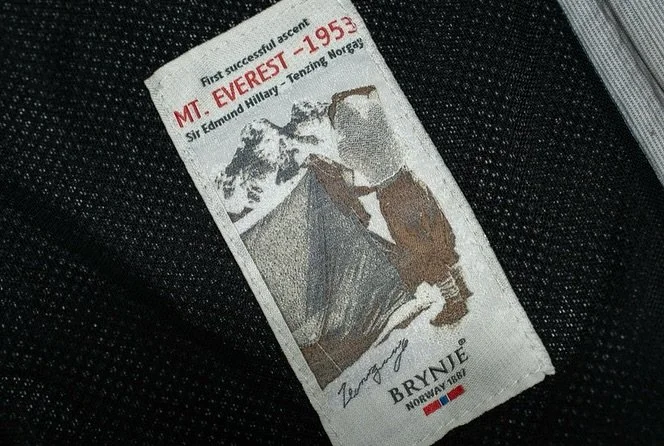 First successful ascent
MT. EVEREST - 1953
Sir Edmund Hillary - Tenzing Norgay
BRYNJE®
NORWAY 1887